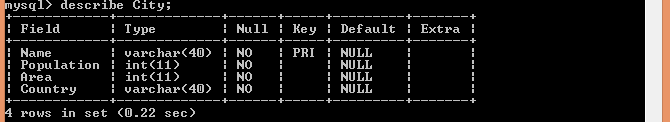 mysql> describe City;
+------------+-------------+------+-----+---------+-------+
| Field      | Type        | Null | Key | Default | Extra |
+------------+-------------+------+-----+---------+-------+
| Name       | varchar(40) | NO   | PRI | NULL    |       |
| Population | int(11)     | NO   |     | NULL    |       |
| Area       | int(11)     | NO   |     | NULL    |       |
| Country    | varchar(40) | NO   |     | NULL    |       |
+------------+-------------+------+-----+---------+-------+
4 rows in set (0.22 sec)